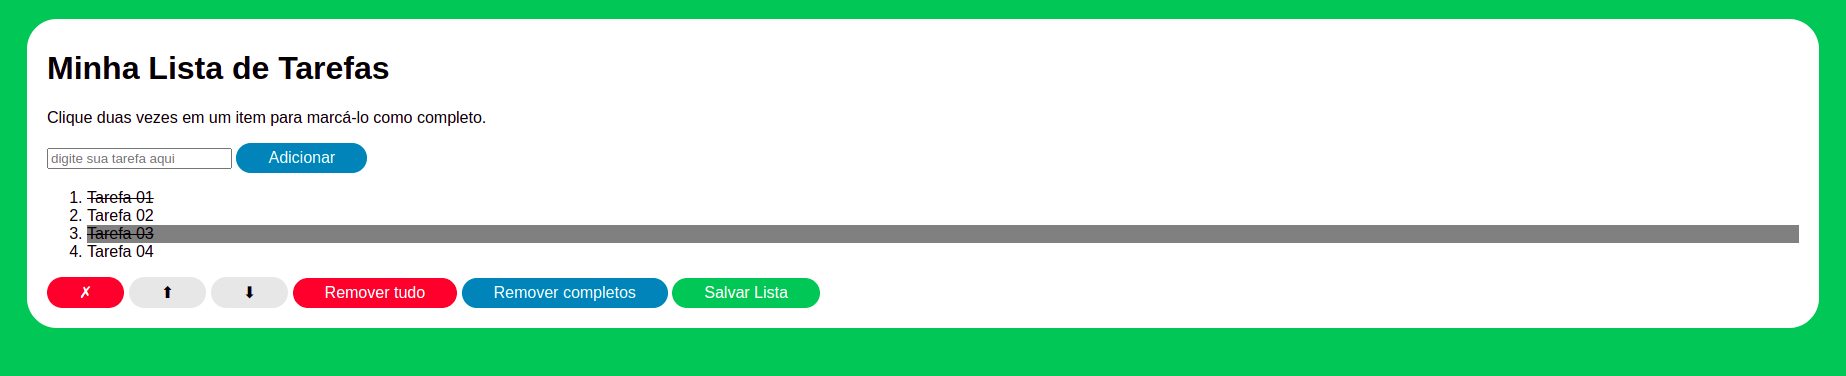 Minha Lista de Tarefas
Clique duas vezes em um item para marcá-lo como completo.
digite sua tarefa aqui Adicionar
1. Tarefa 01
2. Tarefa 02
3. Tarefa 03
4. Tarefa 04
✗ ⬆ ⬇ Remover tudo Remover completos Salvar Lista